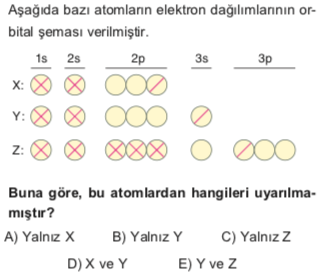 Aşağıda bazı atomların elektron dağılımlarının or-
bital şeması verilmiştir.
1s 2s 2p 3s 3p
X:
Y:
Z:
Buna göre, bu atomlardan hangileri uyarılma-
mıştır?
A) Yalnız X B) Yalnız Y C) Yalnız Z
D) X ve Y E) Y ve Z